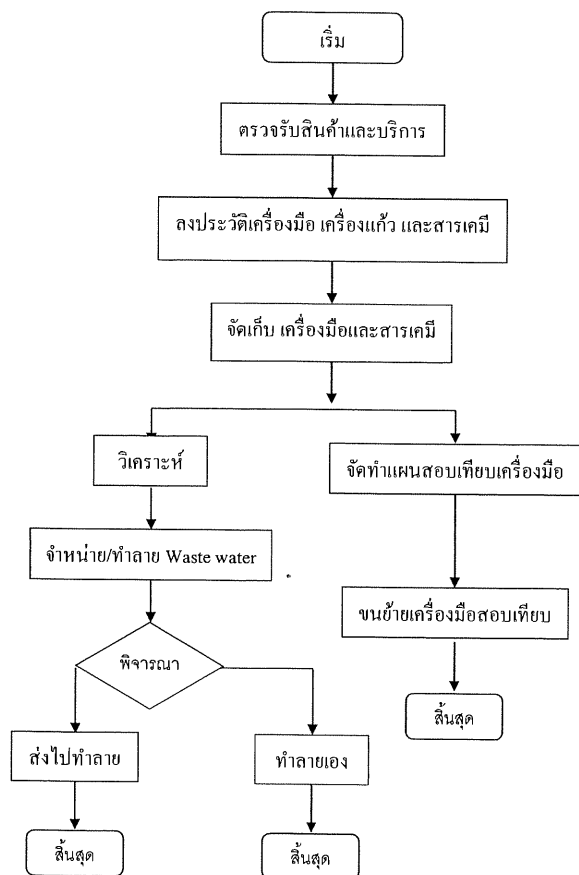 เริ่ม
ตรวจรับสินค้าและบริการ
ลงประวัติเครื่องมือ เครื่องแก้ว และสารเคมี
จัดเก็บ เครื่องมือและสารเคมี
วิเคราะห์
จัดทำแผนสอบเทียบเครื่องมือ
จำหน่าย/ทำลาย Waste water
ขนย้ายเครื่องมือสอบเทียบ
พิจารณา
สิ้นสุด
ส่งไปทำลาย
ทำลายเอง
สิ้นสุด
สิ้นสุด